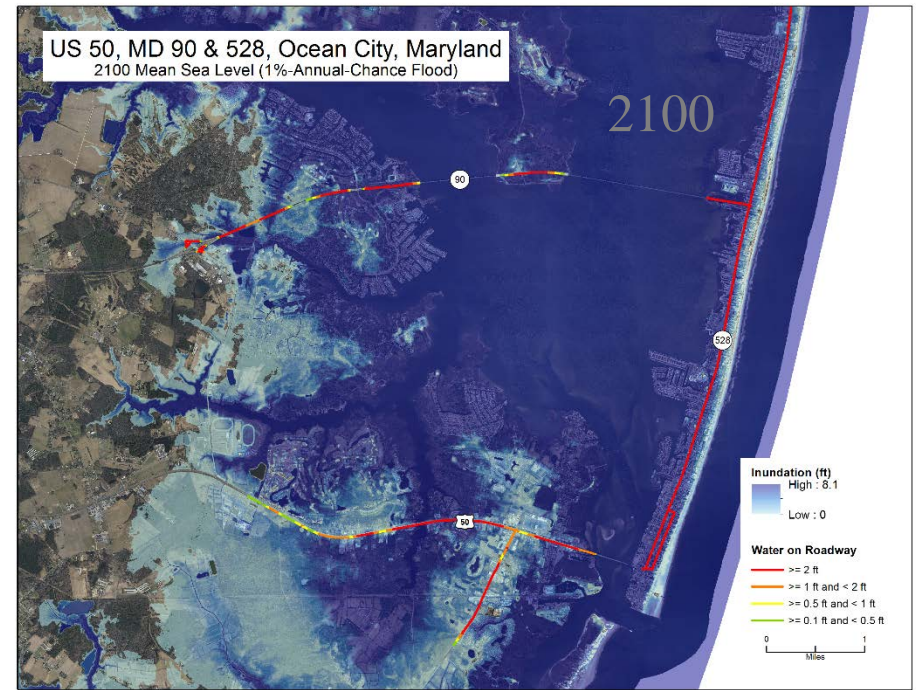 US 50, MD 90 & 528, Ocean City, Maryland
2100 Mean Sea Level (1%-Annual-Chance Flood)
2100
90
528
50
Inundation (ft)
High : 8.1
Low : 0
Water on Roadway
>= 2 ft
>= 1 ft and < 2 ft
>= 0.5 ft and < 1 ft
>= 0.1 ft and < 0.5 ft
0 1
Miles